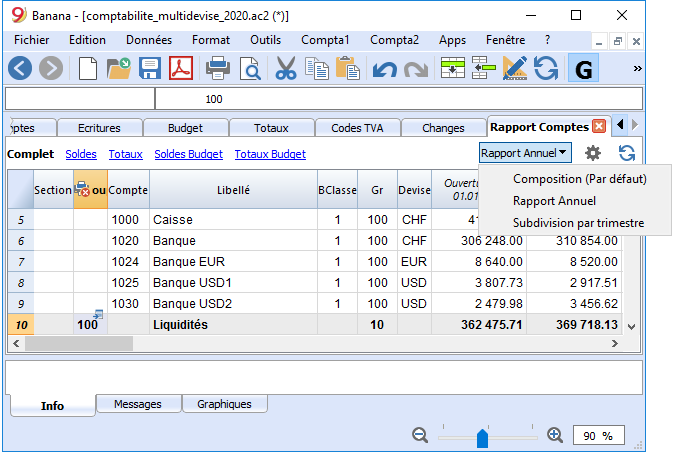 Banana - [comptabilite_multidevise_2020.ac2 (*)]
Fichier Edition Données Format Outils Compta1 Compta2 Apps Fenêtre ?
G »
100
ptes Ecritures Budget Totaux Codes TVA Changes Rapport Comptes
Complet Soldes Totaux Soldes Budget Totaux Budget Rapport Annuel
Composition (Par défaut)
Rapport Annuel
Subdivision par trimestre
Section ou Compte Libellé BClasse Gr Devise Ouvertu
01.01
5 1000 Caisse 1 100 CHF 41
6 1020 Banque 1 100 CHF 306 248.00 310 854.00
7 1024 Banque EUR 1 100 EUR 8 640.00 8 520.00
8 1025 Banque USD1 1 100 USD 3 807.73 2 917.51
9 1030 Banque USD2 1 100 USD 2 479.98 3 456.62
10 100 Liquidités 10 362 475.71 369 718.13
Info Messages Graphiques
90 %